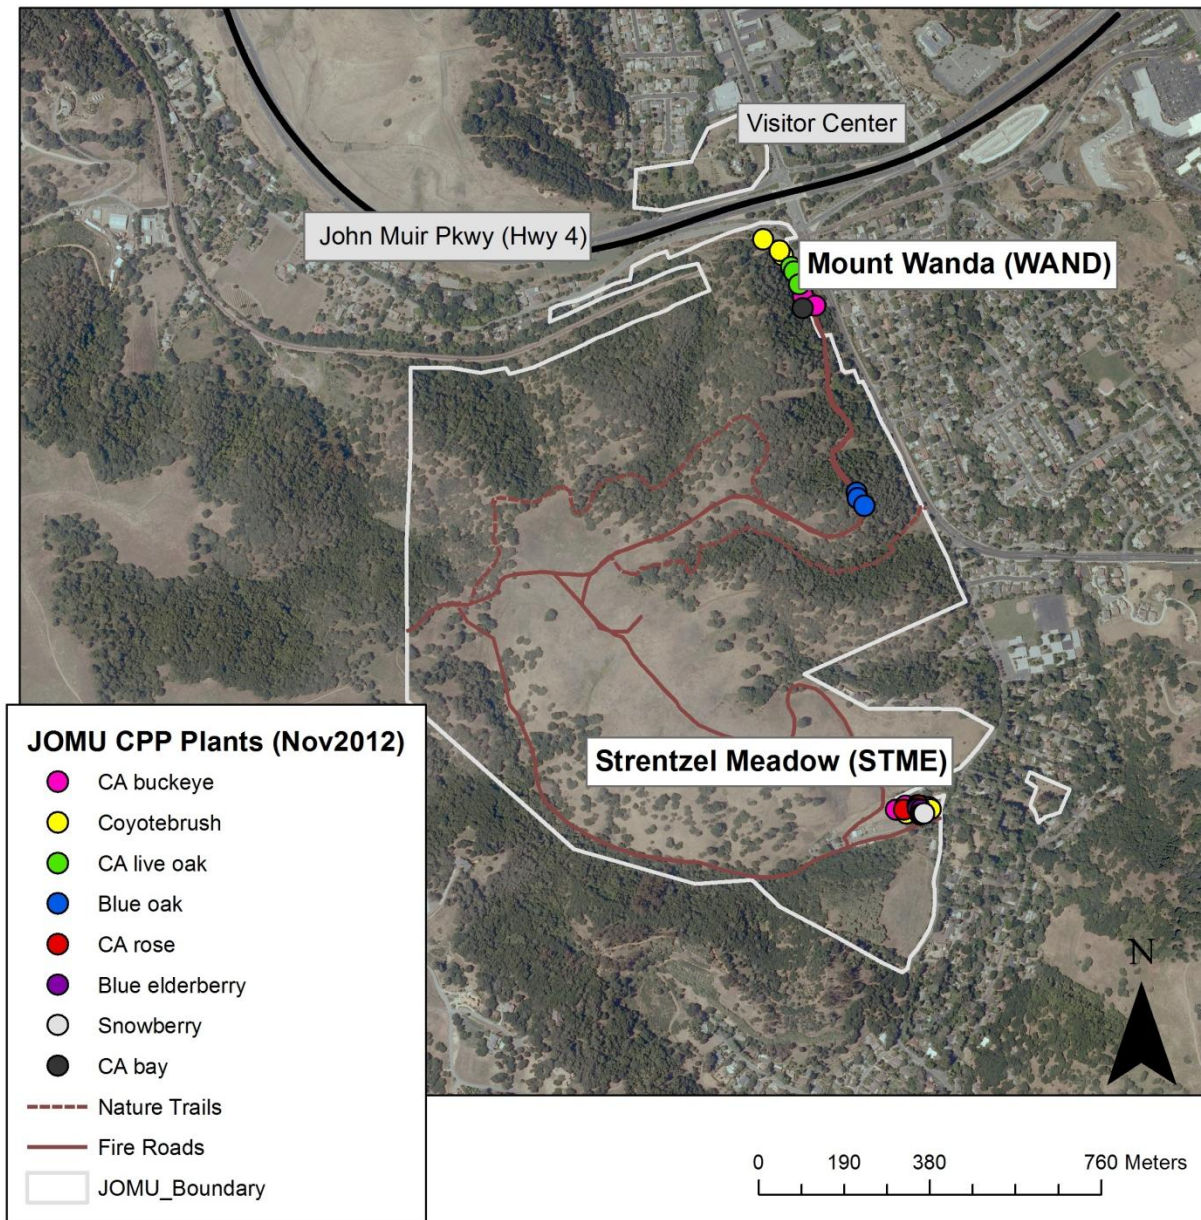 Visitor Center
John Muir Pkwy (Hwy 4)
Mount Wanda (WAND)
Strentzel Meadow (STME)
JOMU CPP Plants (Nov2012)
CA buckeye
Coyotebrush
CA live oak
Blue oak
CA rose
Blue elderberry
Snowberry
CA bay
Nature Trails
Fire Roads
JOMU_Boundary
N
0 190 380 760 Meters